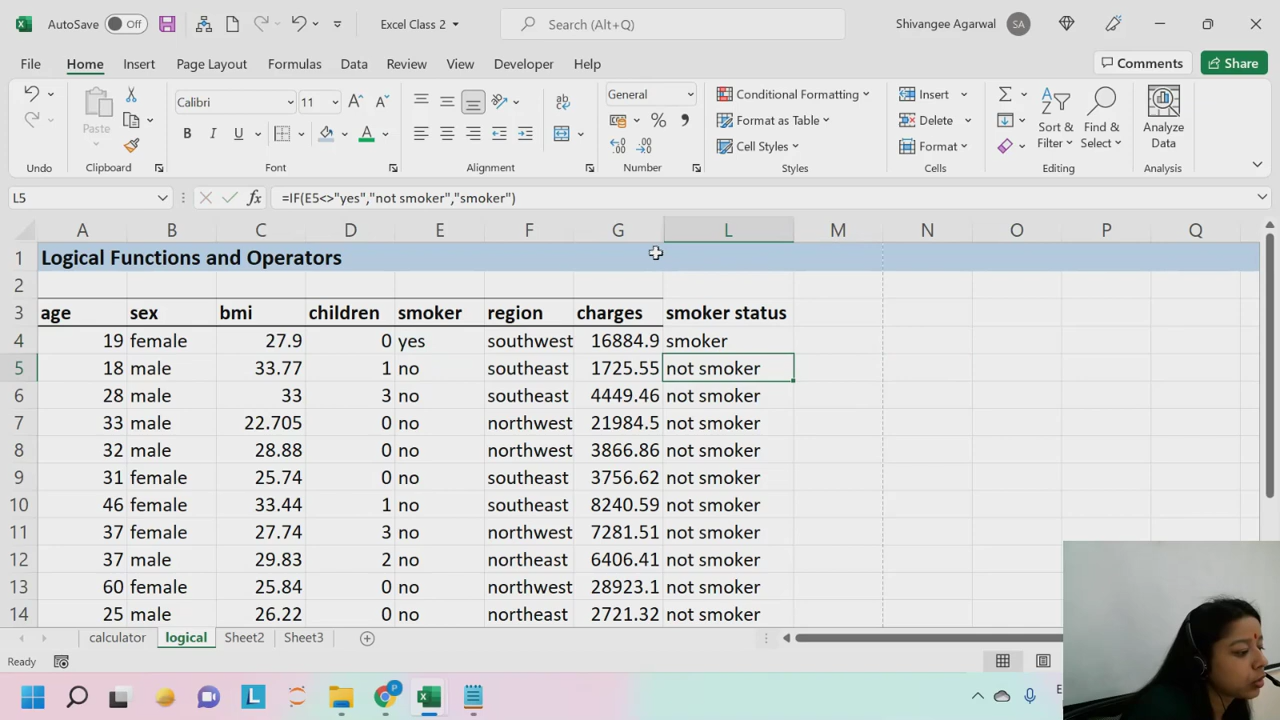 AutoSave Off Excel Class 2 Search (Alt+Q) Shivangee Agarwal SA
File Home Insert Page Layout Formulas Data Review View Developer Help Comments Share
Paste Calibri 11 General Conditional Formatting Insert Sort & Filter Find & Select Analyze Data
B I U Format as Table Delete
Cell Styles Format
Undo Clipboard Font Alignment Number Styles Cells Editing Analysis
L5 fx =IF(E5<>"yes","not smoker","smoker")
A B C D E F G L M N O P Q
1 Logical Functions and Operators
2
3 age sex bmi children smoker region charges smoker status
4 19 female 27.9 0 yes southwest 16884.9 smoker
5 18 male 33.77 1 no southeast 1725.55 not smoker
6 28 male 33 3 no southeast 4449.46 not smoker
7 33 male 22.705 0 no northwest 21984.5 not smoker
8 32 male 28.88 0 no northwest 3866.86 not smoker
9 31 female 25.74 0 no southeast 3756.62 not smoker
10 46 female 33.44 1 no southeast 8240.59 not smoker
11 37 female 27.74 3 no northwest 7281.51 not smoker
12 37 male 29.83 2 no northeast 6406.41 not smoker
13 60 female 25.84 0 no northwest 28923.1 not smoker
14 25 male 26.22 0 no northeast 2721.32 not smoker
calculator logical Sheet2 Sheet3
Ready